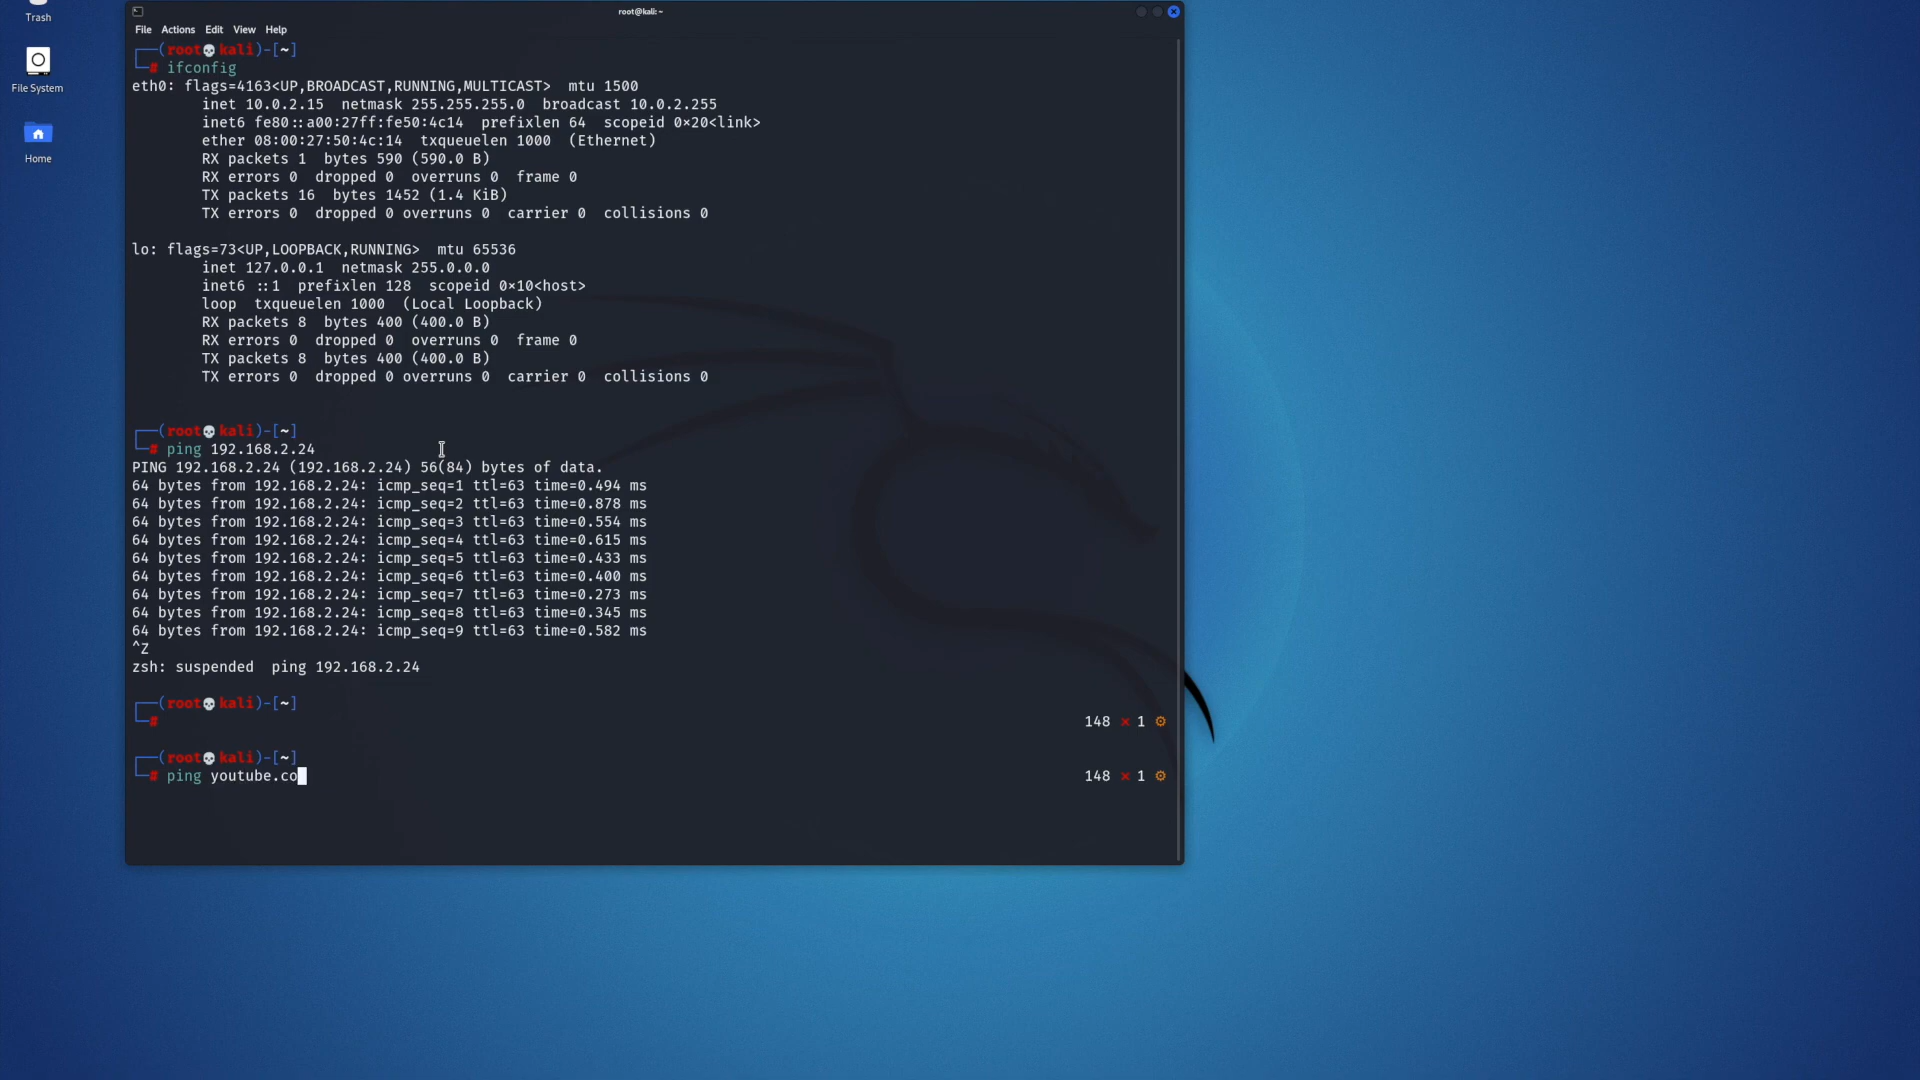 Trash
File System
Home
root@kali: ~
File Actions Edit View Help
┌──(root💀kali)-[~]
└─# ifconfig
eth0: flags=4163<UP,BROADCAST,RUNNING,MULTICAST>  mtu 1500
        inet 10.0.2.15  netmask 255.255.255.0  broadcast 10.0.2.255
        inet6 fe80::a00:27ff:fe50:4c14  prefixlen 64  scopeid 0×20<link>
        ether 08:00:27:50:4c:14  txqueuelen 1000  (Ethernet)
        RX packets 1  bytes 590 (590.0 B)
        RX errors 0  dropped 0  overruns 0  frame 0
        TX packets 16  bytes 1452 (1.4 KiB)
        TX errors 0  dropped 0 overruns 0  carrier 0  collisions 0
lo: flags=73<UP,LOOPBACK,RUNNING>  mtu 65536
        inet 127.0.0.1  netmask 255.0.0.0
        inet6 ::1  prefixlen 128  scopeid 0×10<host>
        loop  txqueuelen 1000  (Local Loopback)
        RX packets 8  bytes 400 (400.0 B)
        RX errors 0  dropped 0  overruns 0  frame 0
        TX packets 8  bytes 400 (400.0 B)
        TX errors 0  dropped 0 overruns 0  carrier 0  collisions 0
┌──(root💀kali)-[~]
└─# ping 192.168.2.24
PING 192.168.2.24 (192.168.2.24) 56(84) bytes of data.
64 bytes from 192.168.2.24: icmp_seq=1 ttl=63 time=0.494 ms
64 bytes from 192.168.2.24: icmp_seq=2 ttl=63 time=0.878 ms
64 bytes from 192.168.2.24: icmp_seq=3 ttl=63 time=0.554 ms
64 bytes from 192.168.2.24: icmp_seq=4 ttl=63 time=0.615 ms
64 bytes from 192.168.2.24: icmp_seq=5 ttl=63 time=0.433 ms
64 bytes from 192.168.2.24: icmp_seq=6 ttl=63 time=0.400 ms
64 bytes from 192.168.2.24: icmp_seq=7 ttl=63 time=0.273 ms
64 bytes from 192.168.2.24: icmp_seq=8 ttl=63 time=0.345 ms
64 bytes from 192.168.2.24: icmp_seq=9 ttl=63 time=0.582 ms
^Z
zsh: suspended  ping 192.168.2.24
┌──(root💀kali)-[~]
└─# 148 ⨯ 1 ⚙
┌──(root💀kali)-[~]
└─# ping youtube.co 148 ⨯ 1 ⚙